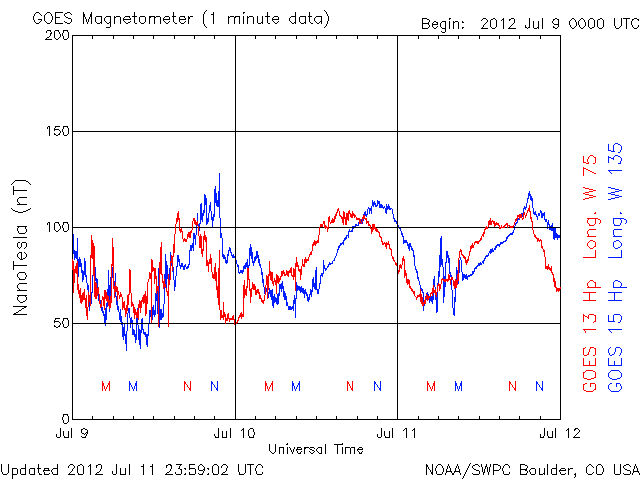 GOES Magnetometer (1 minute data)
Begin: 2012 Jul 9 0000 UTC
200
150
100
50
0
NanoTesla (nT)
M M N N M M N N M M N N
Jul 9 Jul 10 Jul 11 Jul 12
Universal Time
GOES 13 Hp Long. W 75
GOES 15 Hp Long. W 135
Updated 2012 Jul 11 23:59:02 UTC
NOAA/SWPC Boulder, CO USA